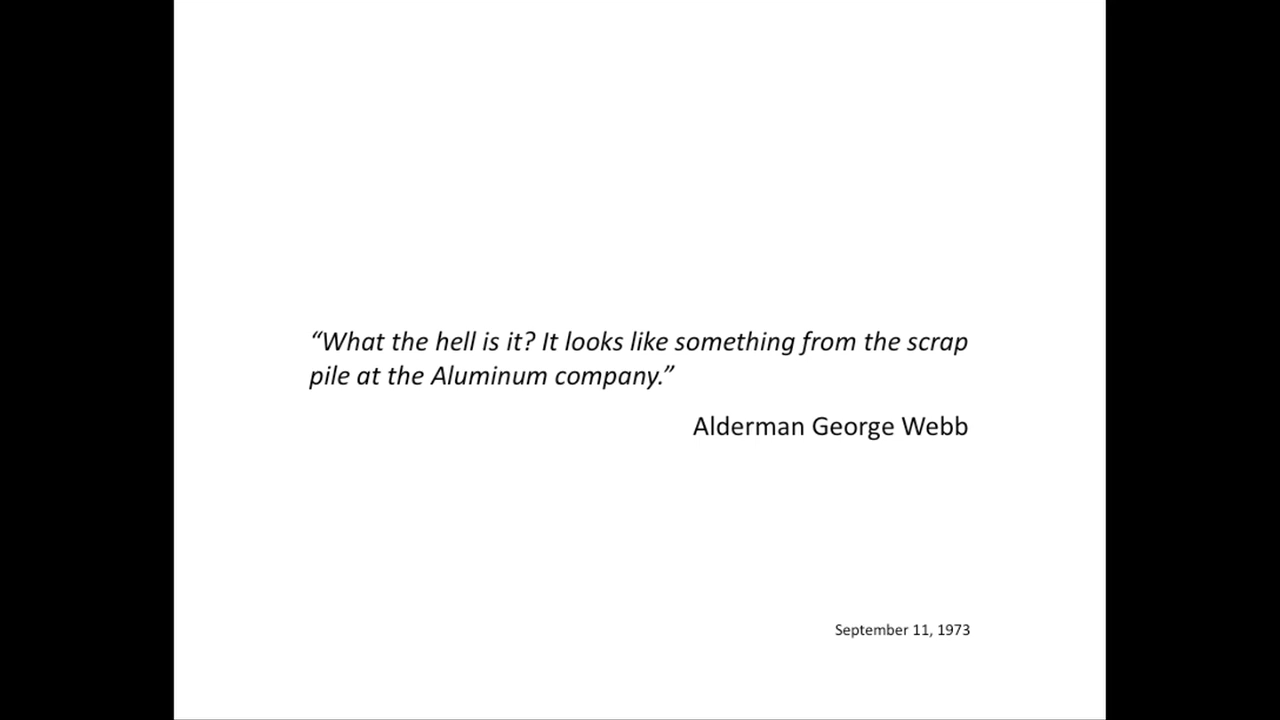 “What the hell is it? It looks like something from the scrap
pile at the Aluminum company.”
Alderman George Webb
September 11, 1973